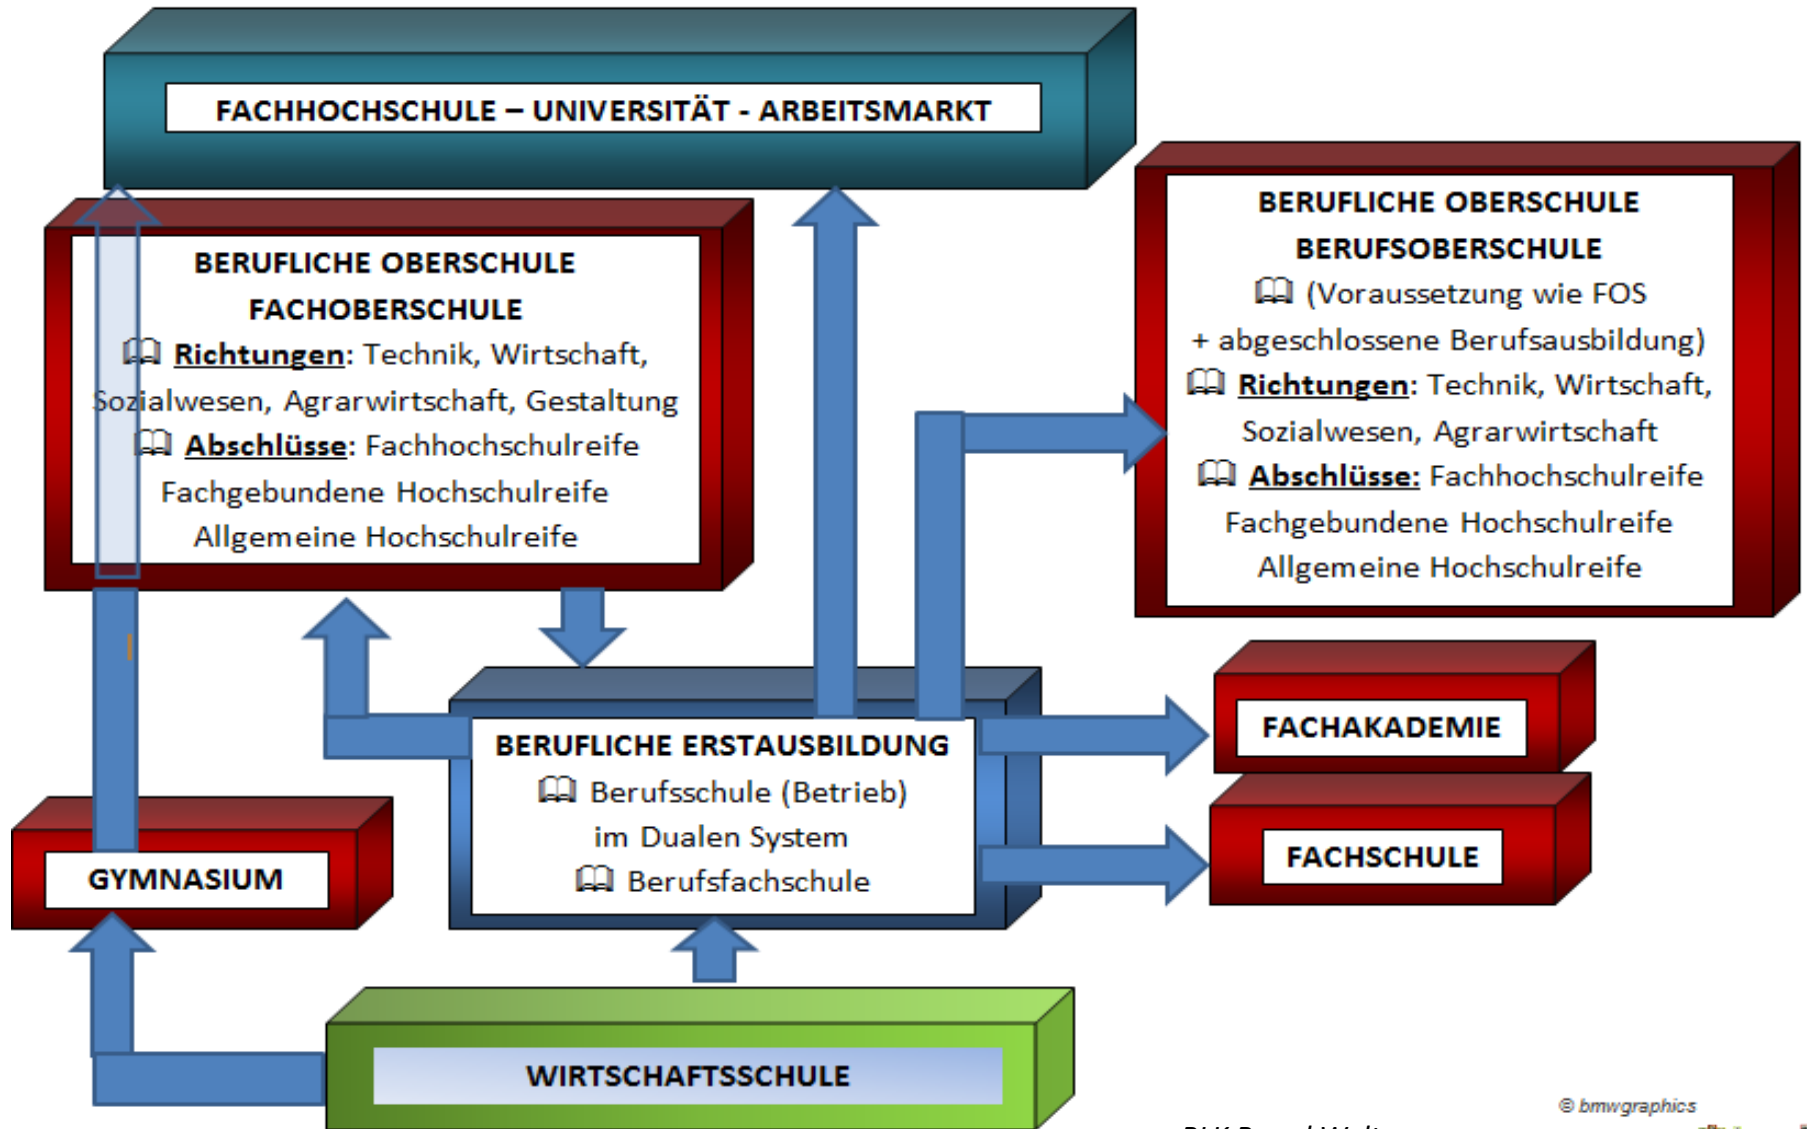 FACHHOCHSCHULE – UNIVERSITÄT - ARBEITSMARKT
BERUFLICHE OBERSCHULE
FACHOBERSCHULE
Richtungen: Technik, Wirtschaft,
Sozialwesen, Agrarwirtschaft, Gestaltung
Abschlüsse: Fachhochschulreife
Fachgebundene Hochschulreife
Allgemeine Hochschulreife
BERUFLICHE OBERSCHULE
BERUFSOBERSCHULE
(Voraussetzung wie FOS
+ abgeschlossene Berufsausbildung)
Richtungen: Technik, Wirtschaft,
Sozialwesen, Agrarwirtschaft
Abschlüsse: Fachhochschulreife
Fachgebundene Hochschulreife
Allgemeine Hochschulreife
BERUFLICHE ERSTAUSBILDUNG
Berufsschule (Betrieb)
im Dualen System
Berufsfachschule
FACHAKADEMIE
FACHSCHULE
GYMNASIUM
WIRTSCHAFTSSCHULE
© bmwgraphics